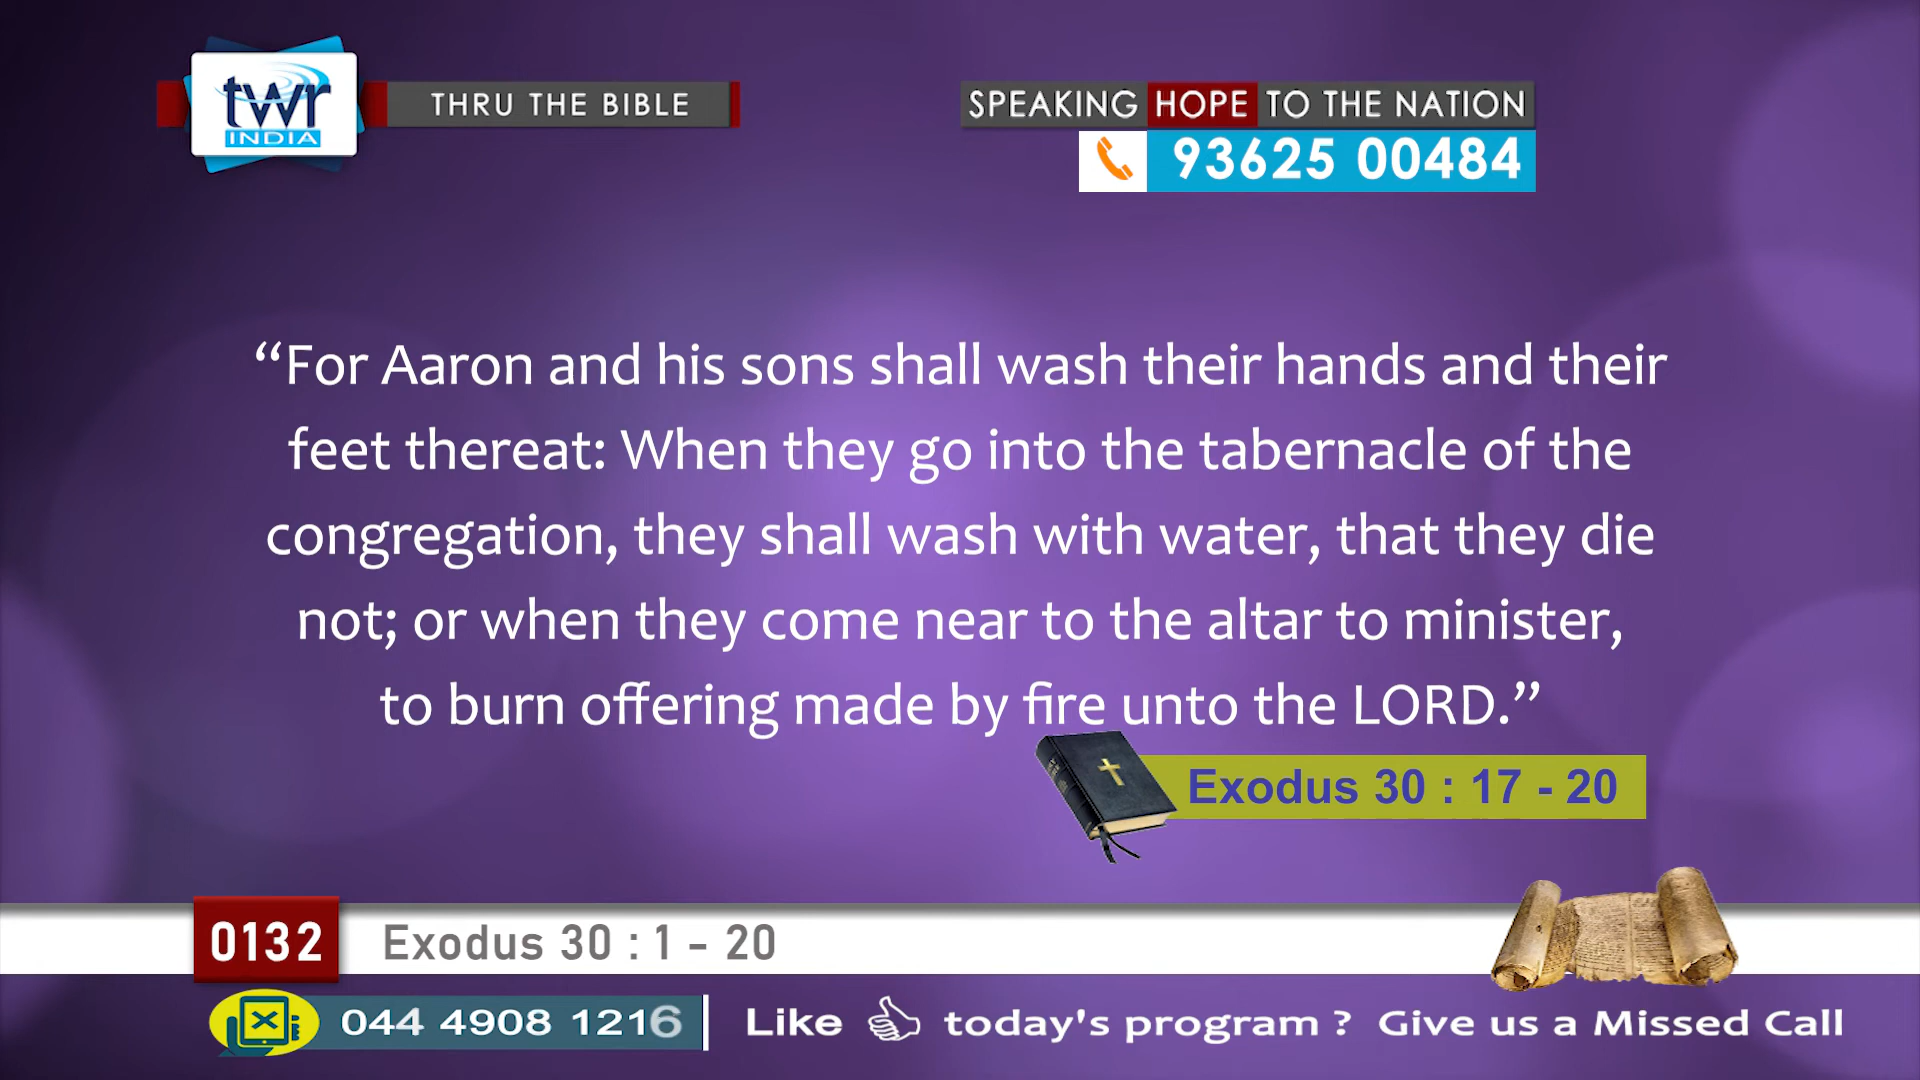 twr
INDIA
THRU THE BIBLE
SPEAKING HOPE TO THE NATION
93625 00484
“For Aaron and his sons shall wash their hands and their
feet thereat: When they go into the tabernacle of the
congregation, they shall wash with water, that they die
not; or when they come near to the altar to minister,
to burn offering made by fire unto the LORD.”
Exodus 30 : 17 - 20
0132
Exodus 30 : 1 - 20
044 4908 1216
Like today's program ? Give us a Missed Call